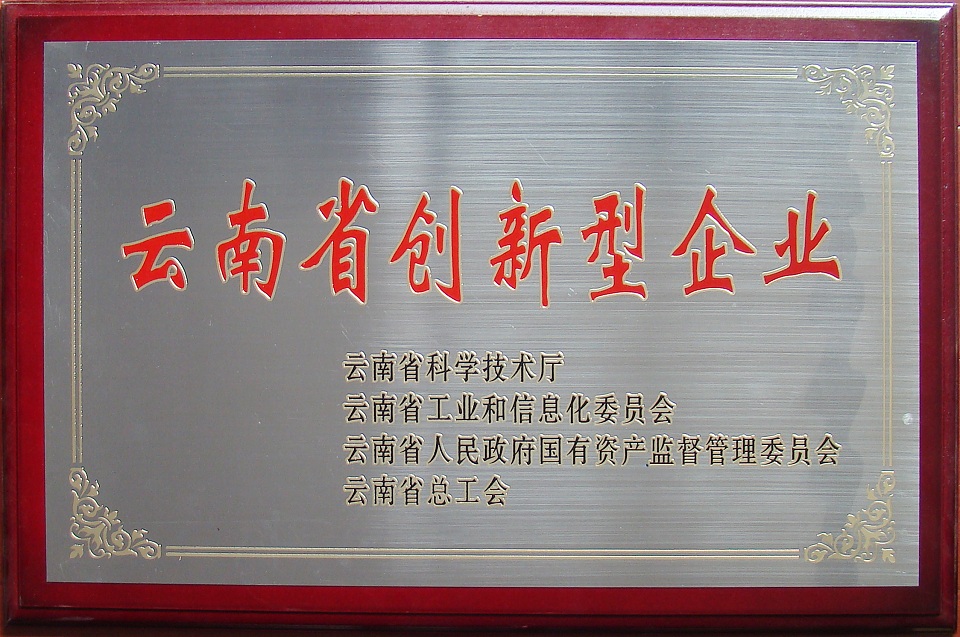 云南省创新型企业
云南省科学技术厅
云南省工业和信息化委员会
云南省人民政府国有资产监督管理委员会
云南省总工会